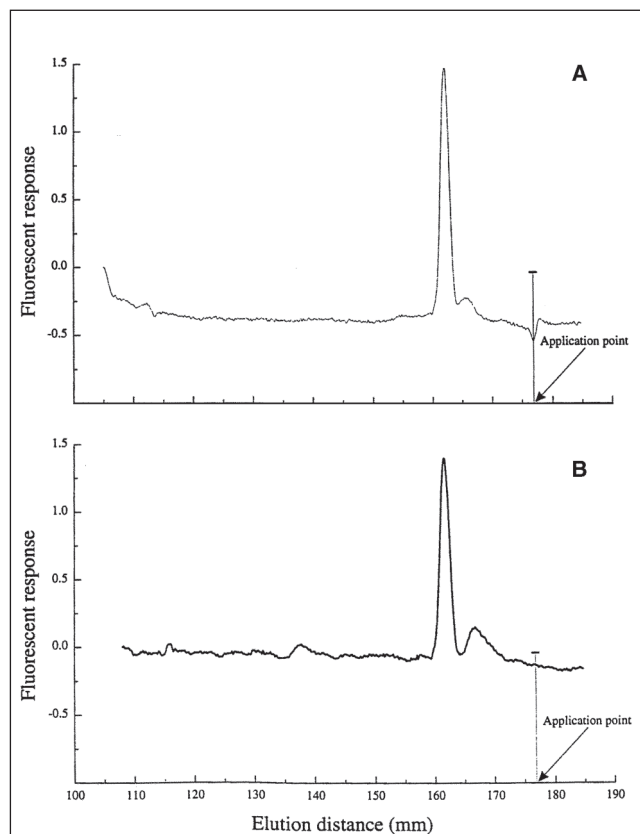 1.5
A
1.0
Fluorescent response
0.5
0.0
-0.5
Application point
1.5
B
1.0
Fluorescent response
0.5
0.0
-0.5
Application point
100 110 120 130 140 150 160 170 180 190
Elution distance (mm)